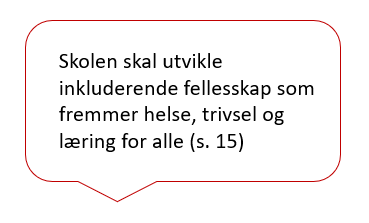 Skolen skal utvikle
inkluderende fellesskap som
fremmer helse, trivsel og
læring for alle (s. 15)